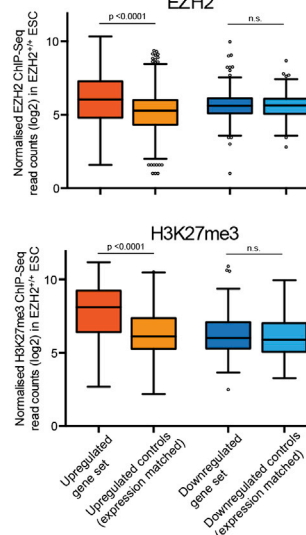 EZH2
Normalised EZH2 ChIP-Seq
read counts (log2) in EZH2+/+ ESC
10
5
0
p <0.0001
n.s.
H3K27me3
Normalised H3K27me3 ChIP-Seq
read counts (log2) in EZH2+/+ ESC
10
5
0
p <0.0001
n.s.
Upregulated
gene set
Upregulated controls
(expression matched)
Downregulated
gene set
Downregulated controls
(expression matched)